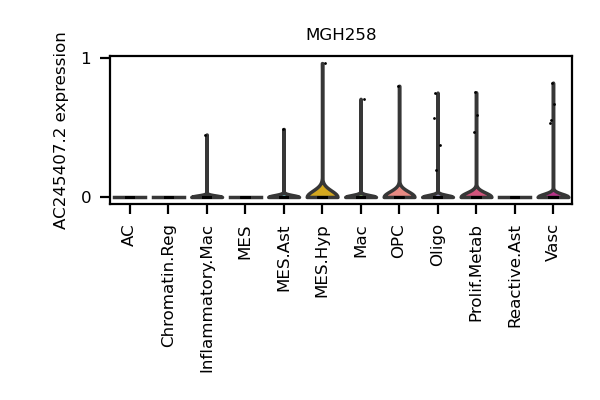 MGH258
AC245407.2 expression
1
0
AC
Chromatin.Reg
Inflammatory.Mac
MES
MES.Ast
MES.Hyp
Mac
OPC
Oligo
Prolif.Metab
Reactive.Ast
Vasc